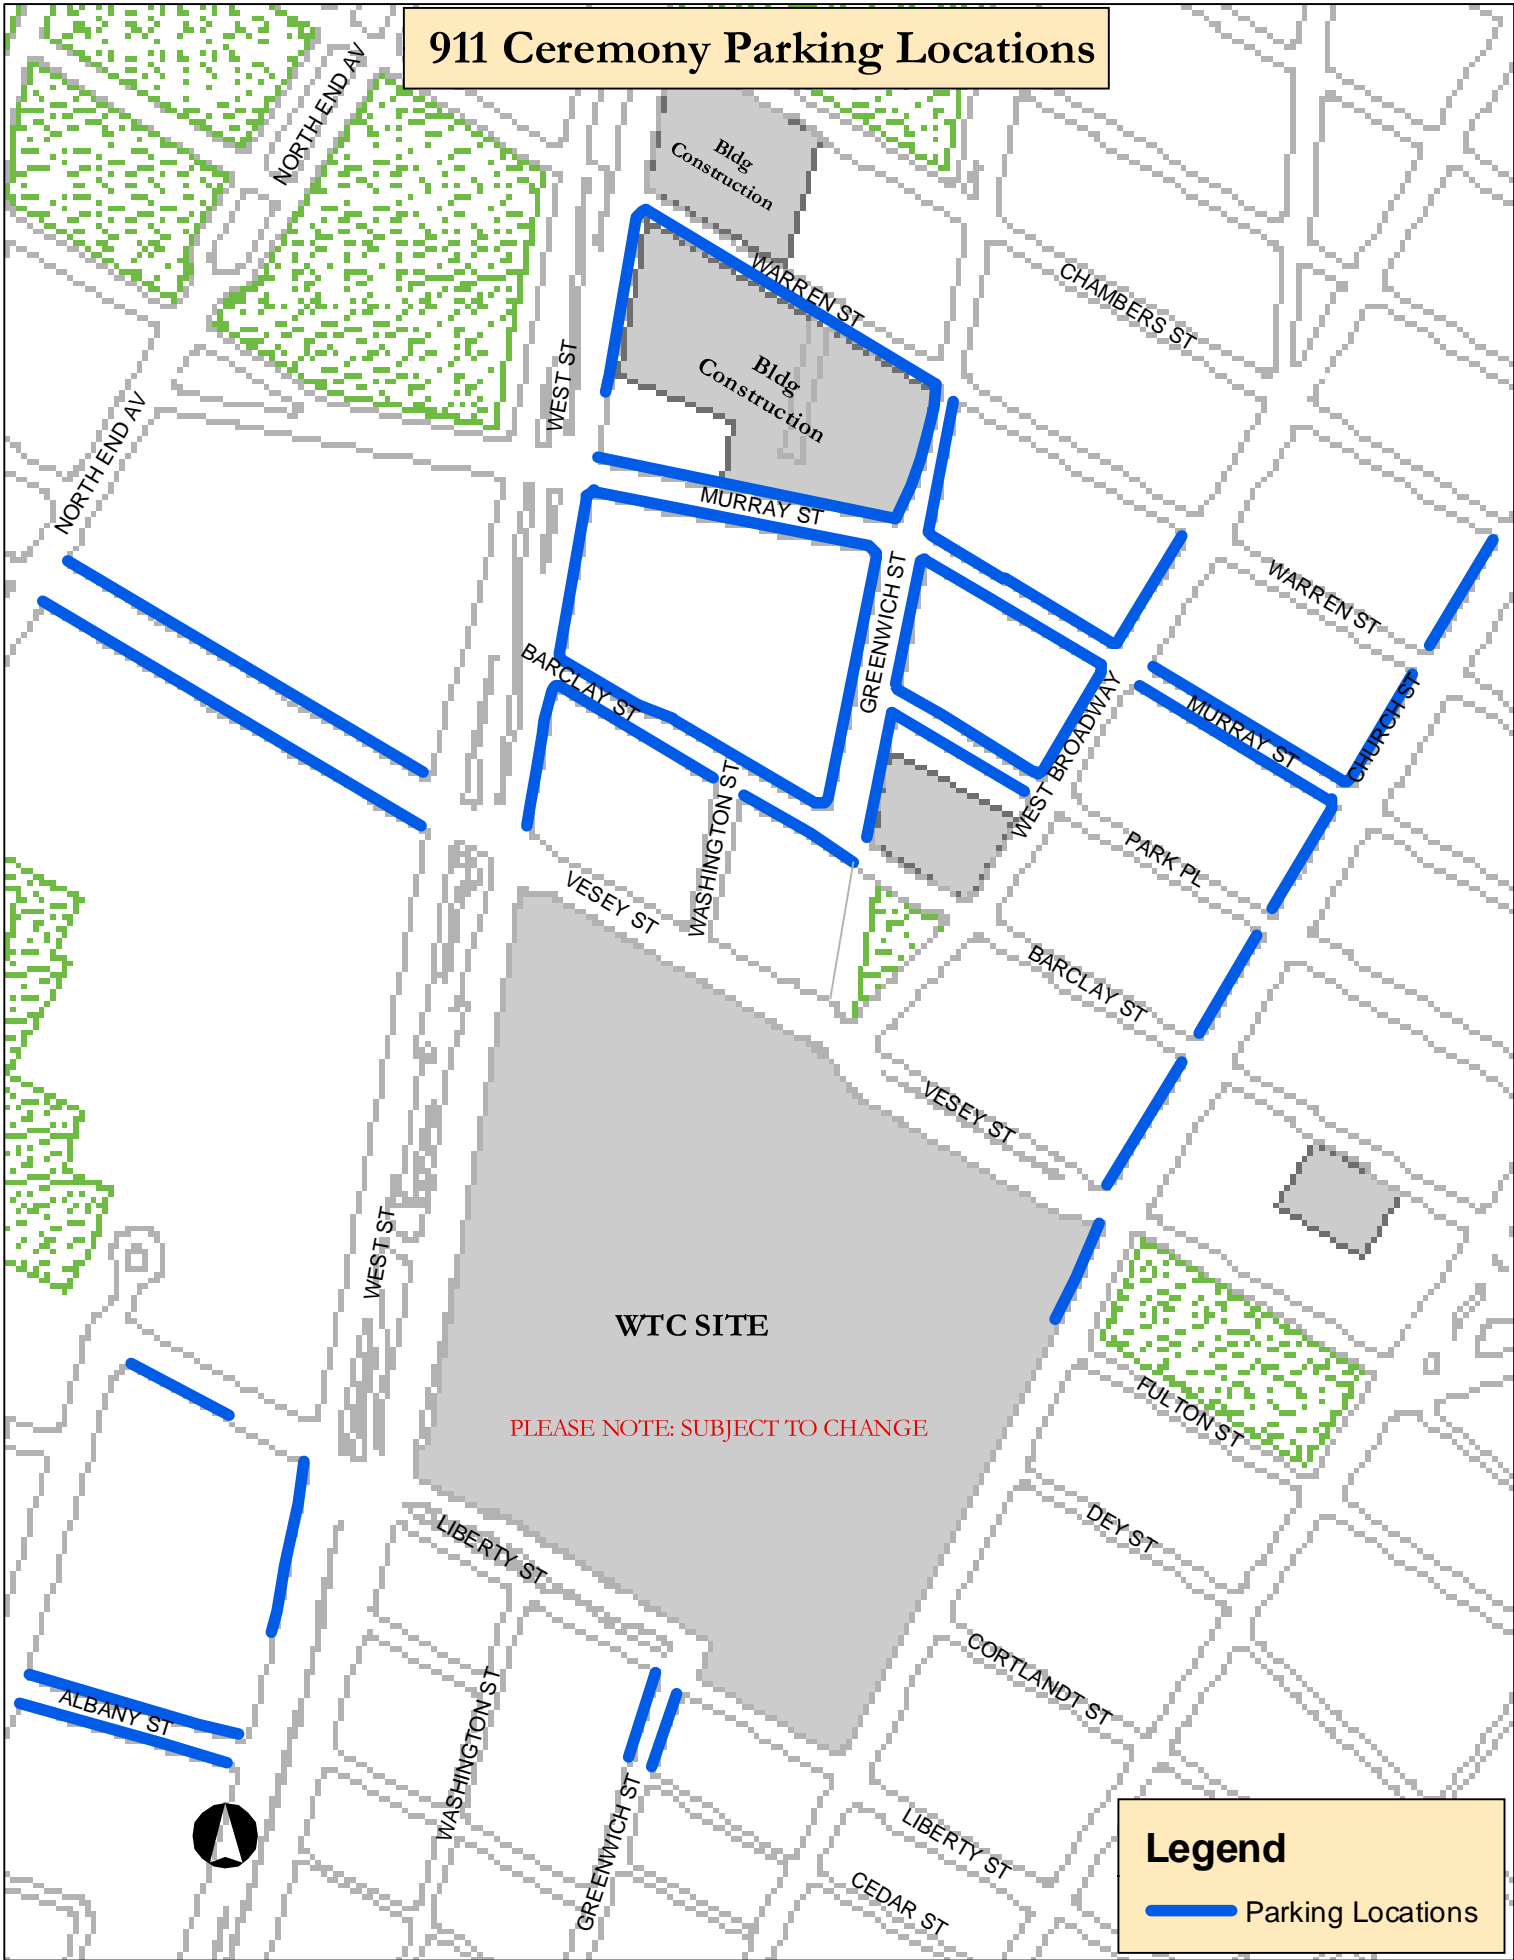 911 Ceremony Parking Locations
NORTH END AV
Bldg
Construction
WARREN ST
CHAMBERS ST
WEST ST
Bldg
Construction
NORTH END AV
MURRAY ST
GREENWICH ST
WARREN ST
BARCLAY ST
WEST BROADWAY
MURRAY ST
CHURCH ST
WASHINGTON ST
PARK PL
VESEY ST
BARCLAY ST
VESEY ST
WEST ST
WTC SITE
PLEASE NOTE: SUBJECT TO CHANGE
FULTON ST
LIBERTY ST
DEY ST
CORTLANDT ST
ALBANY ST
WASHINGTON ST
GREENWICH ST
LIBERTY ST
CEDAR ST
Legend
Parking Locations